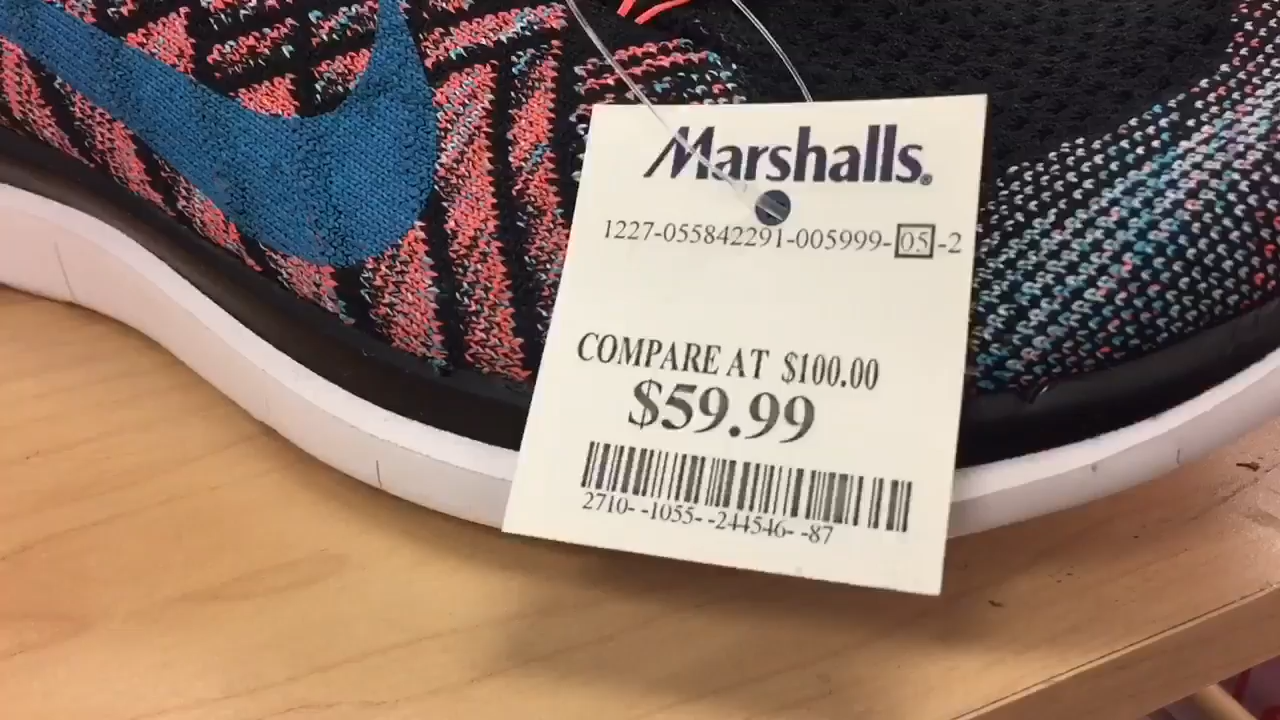 Marshalls®
1227-055842291-005999-05-2
COMPARE AT $100.00
$59.99
2710- -1055- -244546- -87